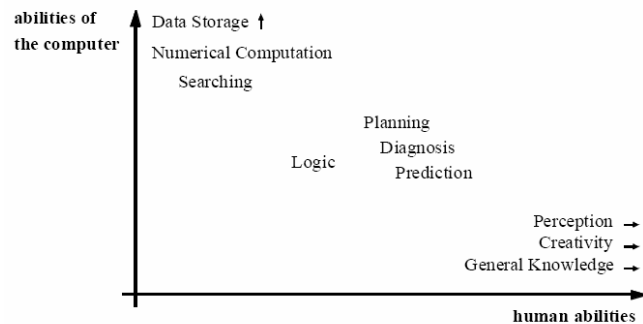 abilities of
the computer
Data Storage
Numerical Computation
Searching
Planning
Diagnosis
Logic
Prediction
Perception
Creativity
General Knowledge
human abilities